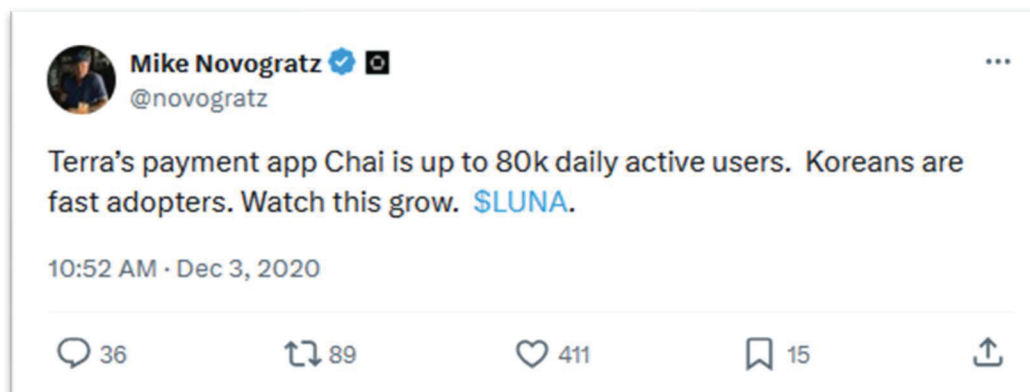 Mike Novogratz
@novogratz
Terra's payment app Chai is up to 80k daily active users.  Koreans are
fast adopters. Watch this grow.  $LUNA.
10:52 AM · Dec 3, 2020
36 89 411 15